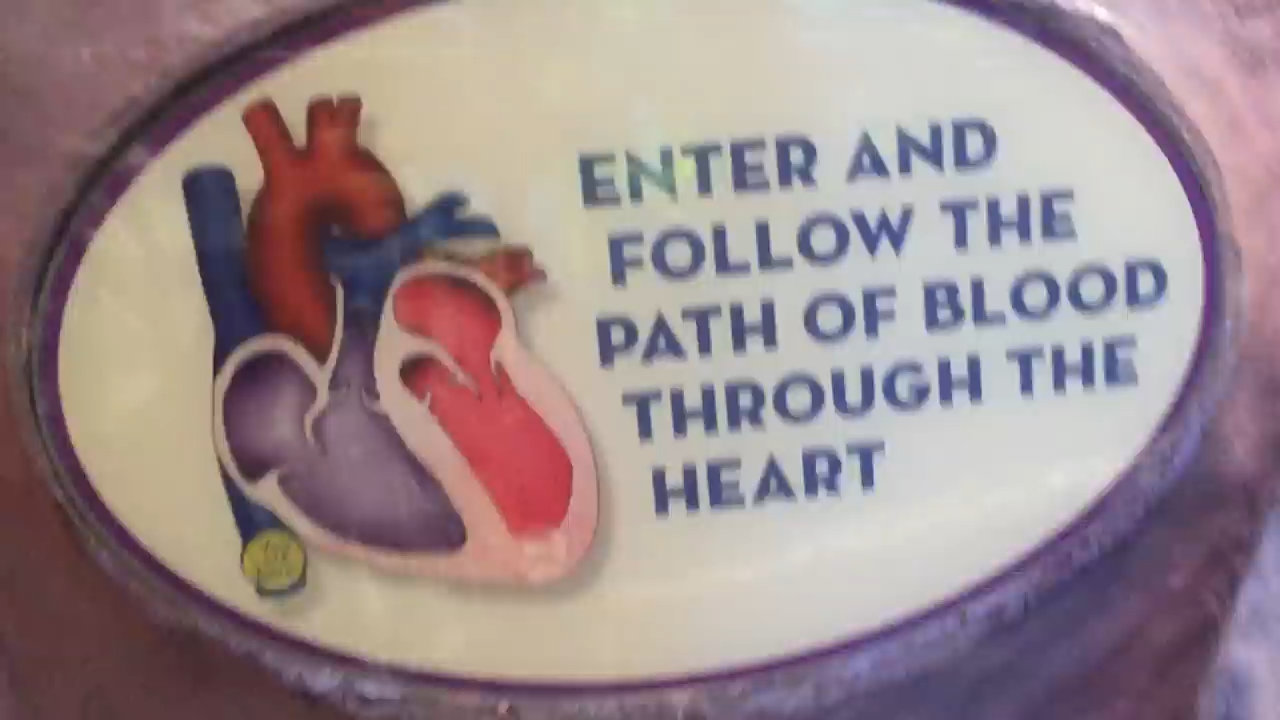 ENTER AND
FOLLOW THE
PATH OF BLOOD
THROUGH THE
HEART